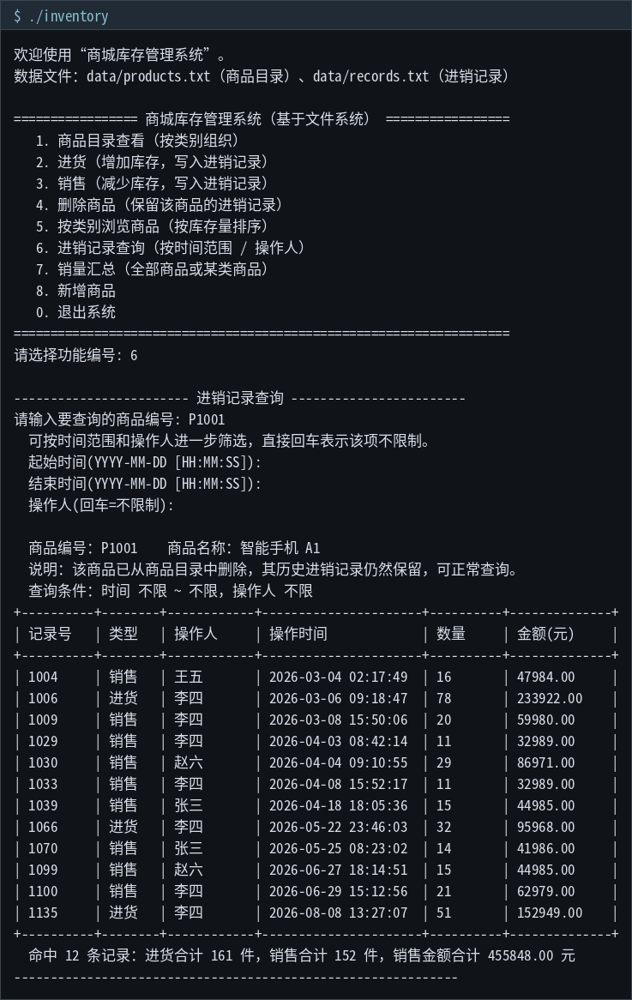 $ ./inventory
欢迎使用“商城库存管理系统”。
数据文件：data/products.txt（商品目录）、data/records.txt（进销记录）
================= 商城库存管理系统（基于文件系统） =================
1. 商品目录查看（按类别组织）
2. 进货（增加库存，写入进销记录）
3. 销售（减少库存，写入进销记录）
4. 删除商品（保留该商品的进销记录）
5. 按类别浏览商品（按库存量排序）
6. 进销记录查询（按时间范围 / 操作人）
7. 销量汇总（全部商品或某类商品）
8. 新增商品
0. 退出系统
====================================================================
请选择功能编号: 6
------------------------ 进销记录查询 ------------------------
请输入要查询的商品编号: P1001
可按时间范围和操作人进一步筛选，直接回车表示该项不限制。
起始时间(YYYY-MM-DD [HH:MM:SS]):
结束时间(YYYY-MM-DD [HH:MM:SS]):
操作人(回车=不限制):
商品编号：P1001    商品名称：智能手机 A1
说明：该商品已从商品目录中删除，其历史进销记录仍然保留，可正常查询。
查询条件：时间 不限 ~ 不限，操作人 不限
+----------+--------+------------+----------------------+----------+--------------+
| 记录号   | 类型   | 操作人     | 操作时间             | 数量     | 金额(元)     |
+----------+--------+------------+----------------------+----------+--------------+
| 1004     | 销售   | 王五       | 2026-03-04 02:17:49  | 16       | 47984.00     |
| 1006     | 进货   | 李四       | 2026-03-06 09:18:47  | 78       | 233922.00    |
| 1009     | 销售   | 李四       | 2026-03-08 15:50:06  | 20       | 59980.00     |
| 1029     | 销售   | 李四       | 2026-04-03 08:42:14  | 11       | 32989.00     |
| 1030     | 销售   | 赵六       | 2026-04-04 09:10:55  | 29       | 86971.00     |
| 1033     | 销售   | 李四       | 2026-04-08 15:52:17  | 11       | 32989.00     |
| 1039     | 销售   | 张三       | 2026-04-18 18:05:36  | 15       | 44985.00     |
| 1066     | 进货   | 李四       | 2026-05-22 23:46:03  | 32       | 95968.00     |
| 1070     | 销售   | 张三       | 2026-05-25 08:23:02  | 14       | 41986.00     |
| 1099     | 销售   | 赵六       | 2026-06-27 18:14:51  | 15       | 44985.00     |
| 1100     | 销售   | 李四       | 2026-06-29 15:12:56  | 21       | 62979.00     |
| 1135     | 进货   | 李四       | 2026-08-08 13:27:07  | 51       | 152949.00    |
+----------+--------+------------+----------------------+----------+--------------+
命中 12 条记录：进货合计 161 件，销售合计 152 件，销售金额合计 455848.00 元
-------------------------------------------------------------